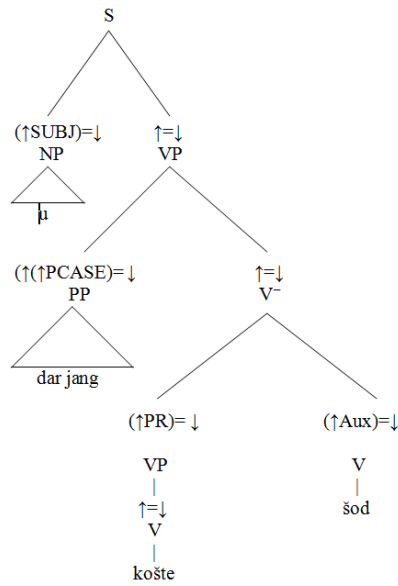 S
(↑SUBJ)=↓ ↑=↓
NP VP
u
(↑(↑PCASE)= ↓ ↑=↓
PP V⁻
dar jang
(↑PR)= ↓ (↑Aux)=↓
VP V
↑=↓ šod
V
košte